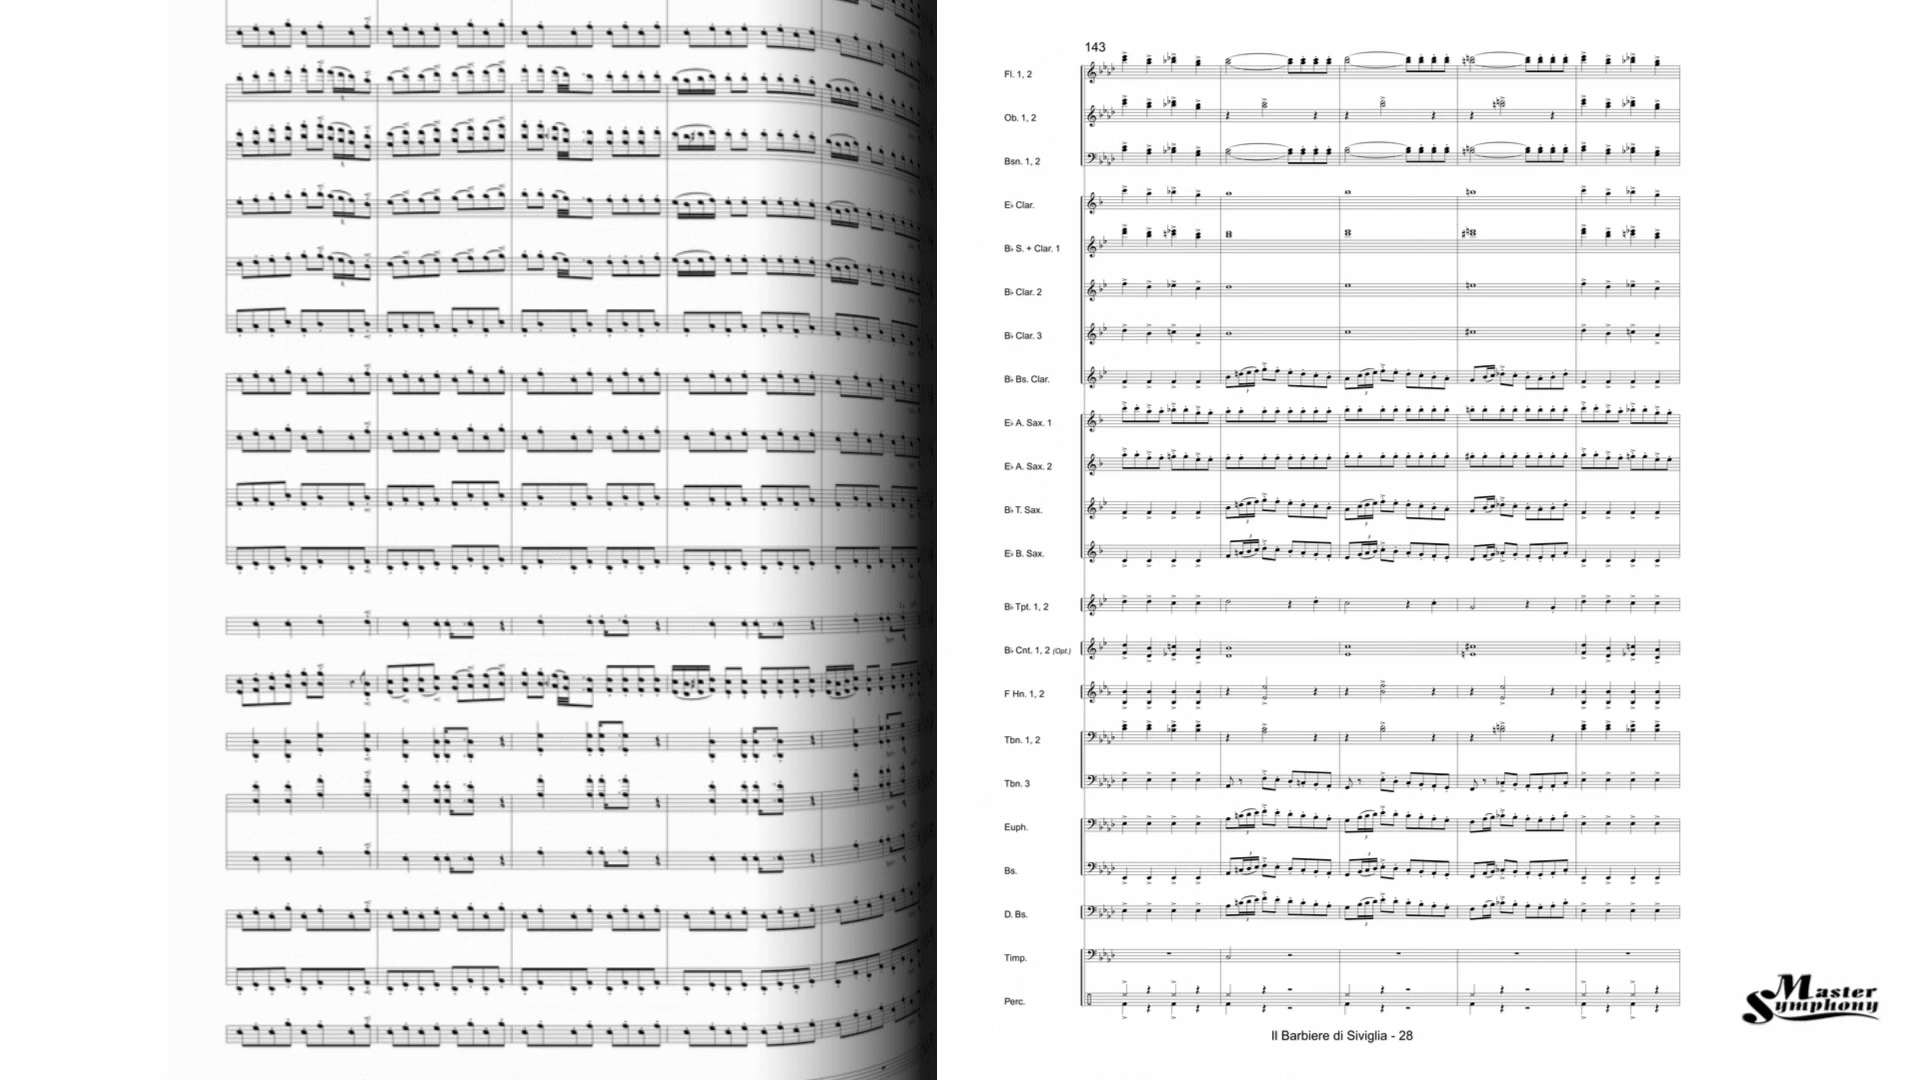 143
Fl. 1, 2
Ob. 1, 2
Bsn. 1, 2
E♭ Clar.
B♭ S. + Clar. 1
B♭ Clar. 2
B♭ Clar. 3
B♭ Bs. Clar.
E♭ A. Sax. 1
E♭ A. Sax. 2
B♭ T. Sax.
E♭ B. Sax.
B♭ Tpt. 1, 2
B♭ Cnt. 1, 2 (Opt.)
F Hn. 1, 2
Tbn. 1, 2
Tbn. 3
Euph.
Bs.
D. Bs.
Timp.
Perc.
Il Barbiere di Siviglia - 28
Master
Symphony